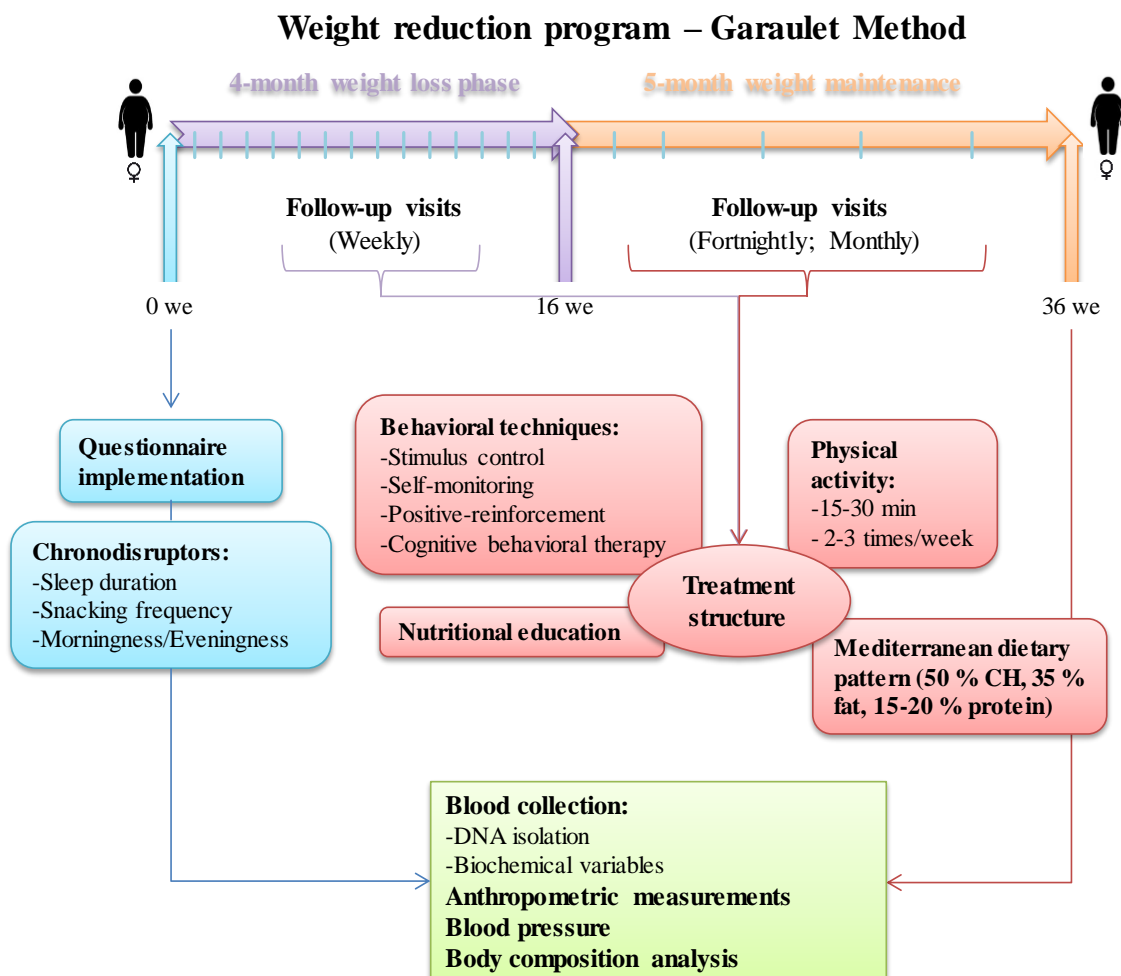 Weight reduction program – Garaulet Method
4-month weight loss phase
5-month weight maintenance
♀
♀
Follow-up visits
(Weekly)
Follow-up visits
(Fortnightly; Monthly)
0 we
16 we
36 we
Questionnaire
implementation
Chronodisruptors:
-Sleep duration
-Snacking frequency
-Morningness/Eveningness
Behavioral techniques:
-Stimulus control
-Self-monitoring
-Positive-reinforcement
-Cognitive behavioral therapy
Physical
activity:
-15-30 min
- 2-3 times/week
Treatment
structure
Nutritional education
Mediterranean dietary
pattern (50 % CH, 35 %
fat, 15-20 % protein)
Blood collection:
-DNA isolation
-Biochemical variables
Anthropometric measurements
Blood pressure
Body composition analysis